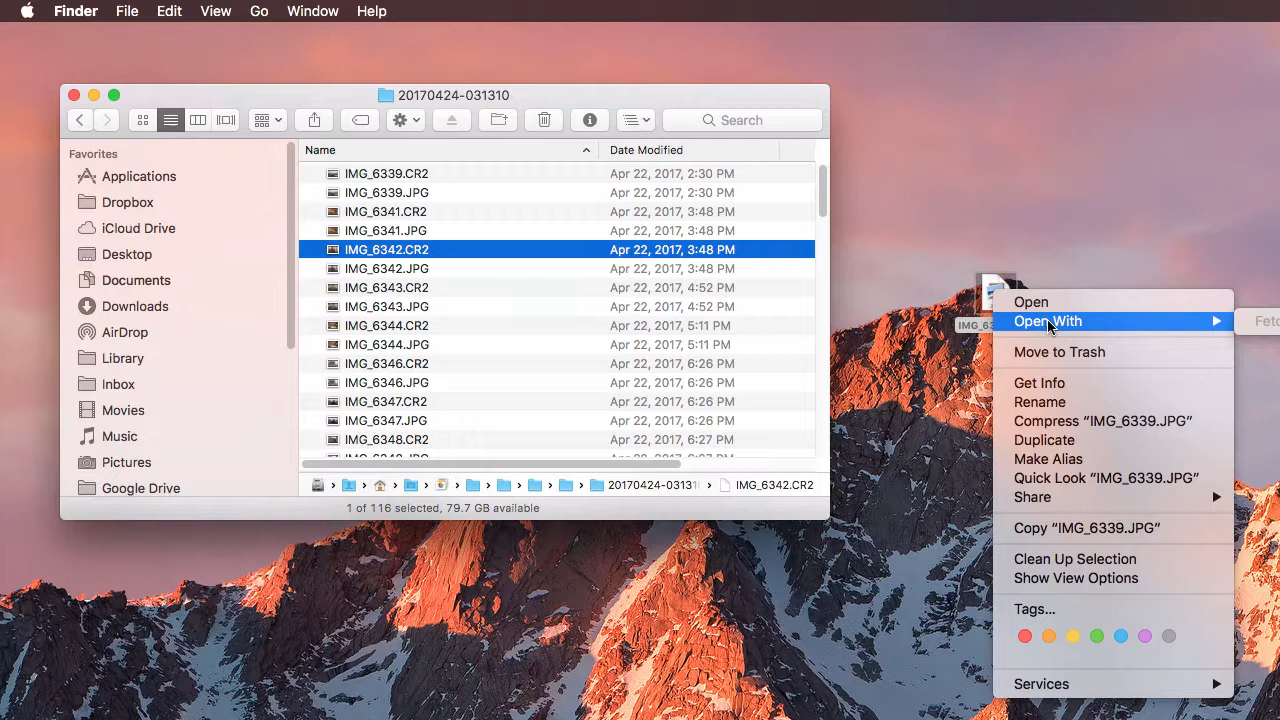 Finder File Edit View Go Window Help
20170424-031310
Search
Favorites
Applications
Dropbox
iCloud Drive
Desktop
Documents
Downloads
AirDrop
Library
Inbox
Movies
Music
Pictures
Google Drive
Name Date Modified
IMG_6339.CR2 Apr 22, 2017, 2:30 PM
IMG_6339.JPG Apr 22, 2017, 2:30 PM
IMG_6341.CR2 Apr 22, 2017, 3:48 PM
IMG_6341.JPG Apr 22, 2017, 3:48 PM
IMG_6342.CR2 Apr 22, 2017, 3:48 PM
IMG_6342.JPG Apr 22, 2017, 3:48 PM
IMG_6343.CR2 Apr 22, 2017, 4:52 PM
IMG_6343.JPG Apr 22, 2017, 4:52 PM
IMG_6344.CR2 Apr 22, 2017, 5:11 PM
IMG_6344.JPG Apr 22, 2017, 5:11 PM
IMG_6346.CR2 Apr 22, 2017, 6:26 PM
IMG_6346.JPG Apr 22, 2017, 6:26 PM
IMG_6347.CR2 Apr 22, 2017, 6:26 PM
IMG_6347.JPG Apr 22, 2017, 6:26 PM
IMG_6348.CR2 Apr 22, 2017, 6:27 PM
20170424-03131 IMG_6342.CR2
1 of 116 selected, 79.7 GB available
Open
Open With
Move to Trash
Get Info
Rename
Compress “IMG_6339.JPG”
Duplicate
Make Alias
Quick Look “IMG_6339.JPG”
Share
Copy “IMG_6339.JPG”
Clean Up Selection
Show View Options
Tags...
Services